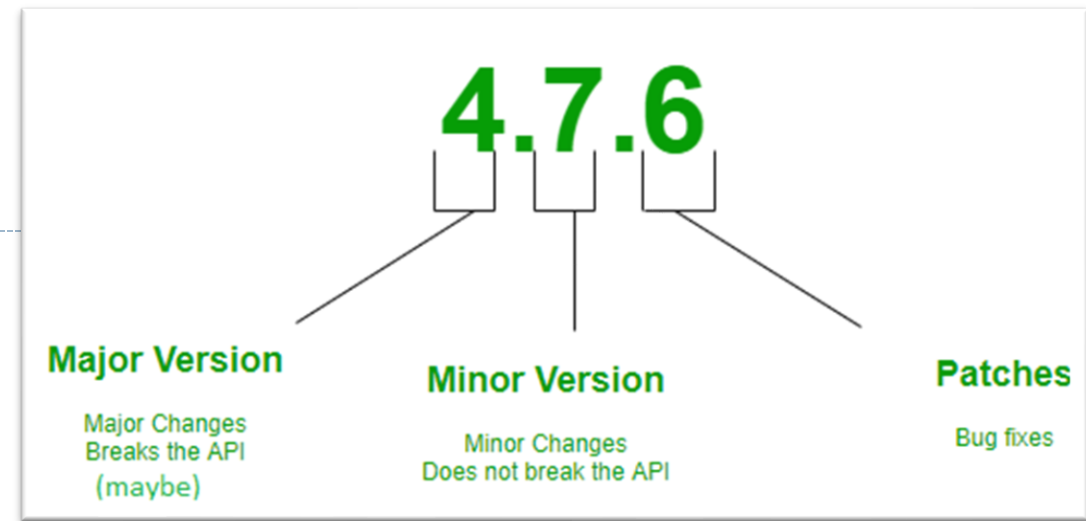 4.7.6
Major Version
Major Changes
Breaks the API
(maybe)
Minor Version
Minor Changes
Does not break the API
Patches
Bug fixes